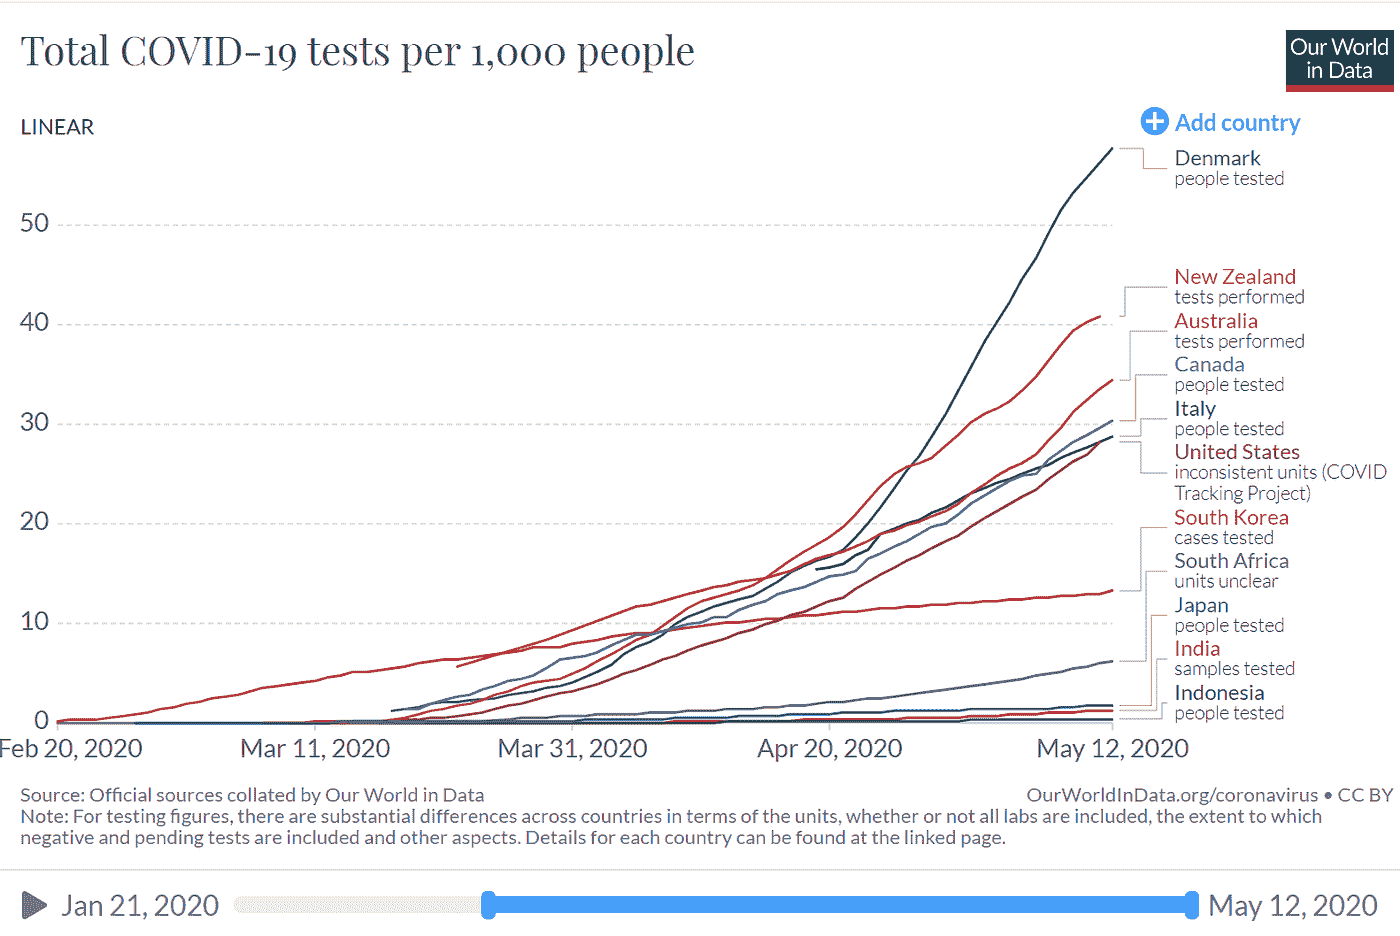 Total COVID-19 tests per 1,000 people
Our World
in Data
LINEAR
Add country
Denmark
people tested
50
New Zealand
tests performed
40
Australia
tests performed
Canada
people tested
30
Italy
people tested
United States
inconsistent units (COVID
Tracking Project)
20
South Korea
cases tested
South Africa
units unclear
10
Japan
people tested
India
samples tested
Indonesia
people tested
0
Feb 20, 2020
Mar 11, 2020
Mar 31, 2020
Apr 20, 2020
May 12, 2020
Source: Official sources collated by Our World in Data
OurWorldInData.org/coronavirus • CC BY
Note: For testing figures, there are substantial differences across countries in terms of the units, whether or not all labs are included, the extent to which
negative and pending tests are included and other aspects. Details for each country can be found at the linked page.
Jan 21, 2020
May 12, 2020